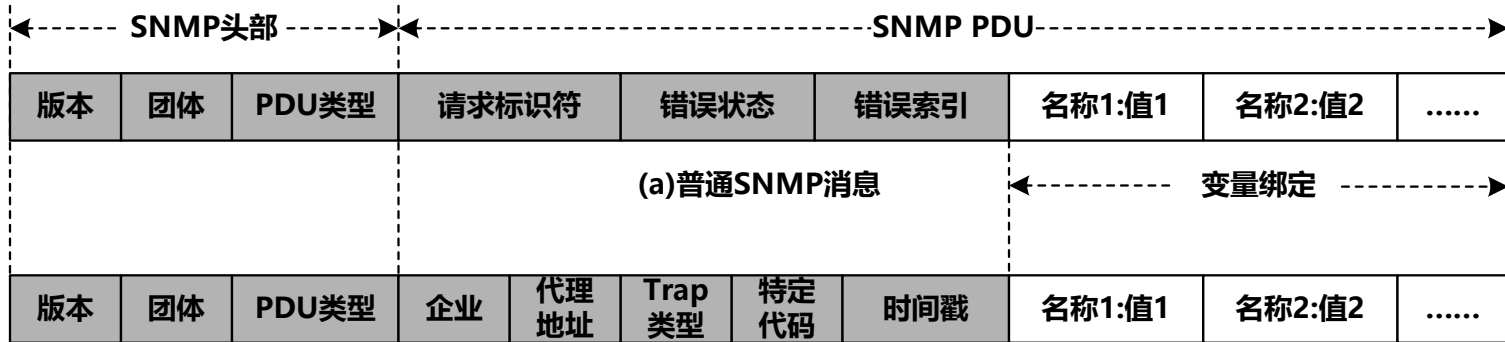 SNMP头部 SNMP PDU
版本 团体 PDU类型 请求标识符 错误状态 错误索引 名称1:值1 名称2:值2 ......
(a)普通SNMP消息 变量绑定
版本 团体 PDU类型 企业 代理地址 Trap类型 特定代码 时间戳 名称1:值1 名称2:值2 ......